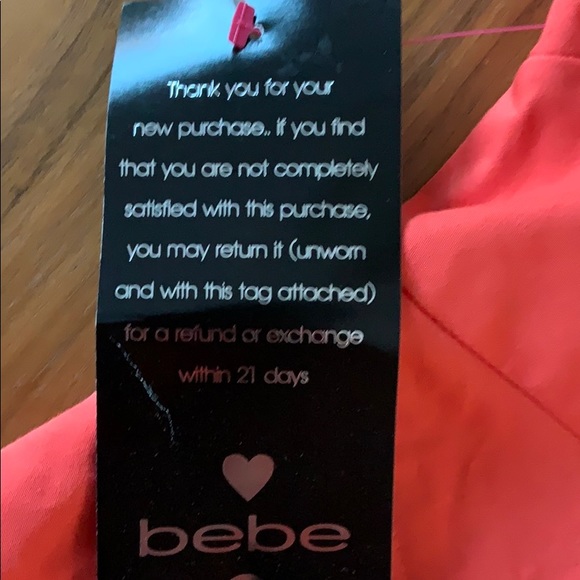 Thank you for your
new purchase.. if you find
that you are not completely
satisfied with this purchase,
you may return it (unworn
and with this tag attached)
for a refund or exchange
within 21 days
bebe